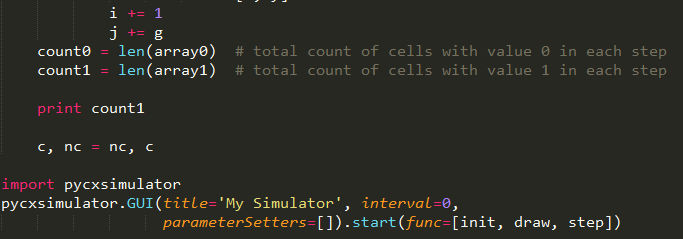 i += 1
j += g
count0 = len(array0)  # total count of cells with value 0 in each step
count1 = len(array1)  # total count of cells with value 1 in each step
print count1
c, nc = nc, c
import pycxsimulator
pycxsimulator.GUI(title='My Simulator', interval=0,
parameterSetters=[]).start(func=[init, draw, step])